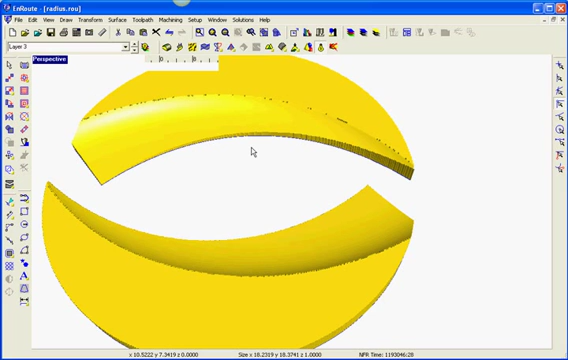 EnRoute - [radius.rou]
File Edit View Draw Transform Surface Toolpath Machining Setup Window Solutions Help
Layer 3
Perspective
x 10.5222 y 7.3419 z 0.0000 Size x 18.2319 y 18.3741 z 1.0000 NFR Time: 1193046:28